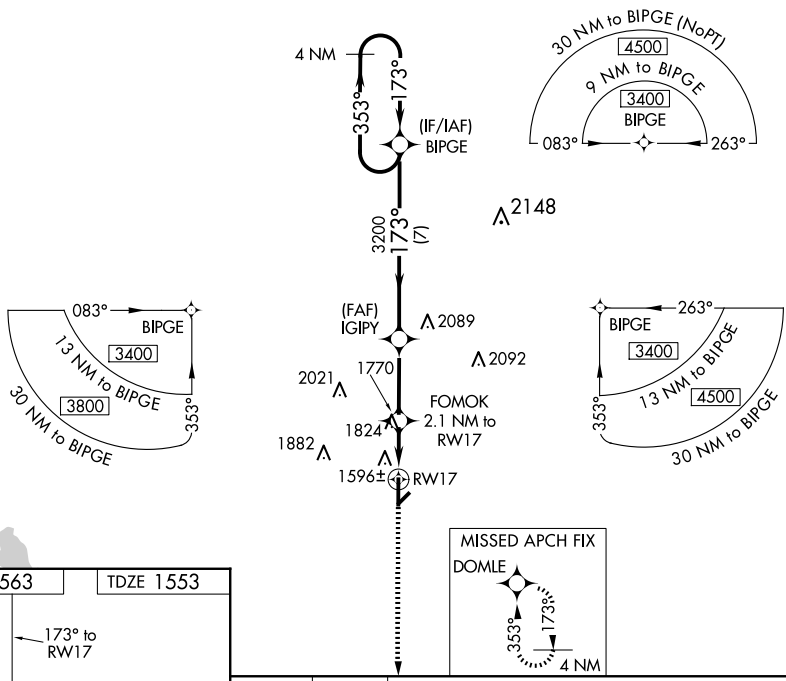 4 NM
353°
173°
(IF/IAF)
BIPGE
30 NM to BIPGE (NoPT)
4500
9 NM to BIPGE
3400
BIPGE
083°
263°
3200
173°
(7)
2148
083°
BIPGE
13 NM to BIPGE
3400
30 NM to BIPGE
3800
353°
(FAF)
IGIPY
2089
2092
1770
2021
FOMOK
2.1 NM to
RW17
1824
1882
1596±
RW17
263°
BIPGE
3400
13 NM to BIPGE
4500
30 NM to BIPGE
353°
MISSED APCH FIX
DOMLE
353°
173°
4 NM
563
TDZE 1553
173° to
RW17